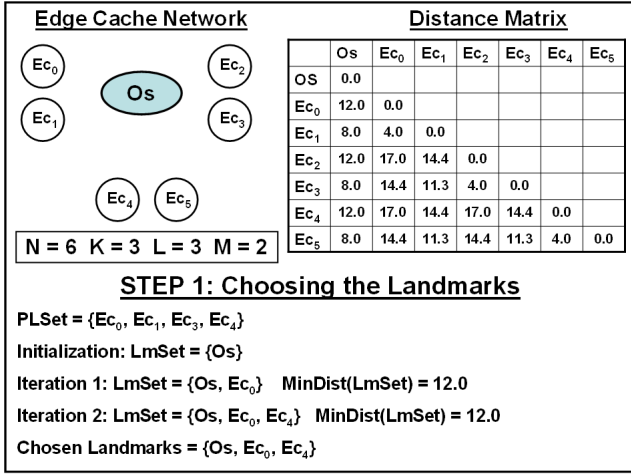 Edge Cache Network
Ec0 Ec2
Os
Ec1 Ec3
Ec4 Ec5
N = 6 K = 3 L = 3 M = 2
Distance Matrix
Os Ec0 Ec1 Ec2 Ec3 Ec4 Ec5
OS 0.0
Ec0 12.0 0.0
Ec1 8.0 4.0 0.0
Ec2 12.0 17.0 14.4 0.0
Ec3 8.0 14.4 11.3 4.0 0.0
Ec4 12.0 17.0 14.4 17.0 14.4 0.0
Ec5 8.0 14.4 11.3 14.4 11.3 4.0 0.0
STEP 1: Choosing the Landmarks
PLSet = {Ec0, Ec1, Ec3, Ec4}
Initialization: LmSet = {Os}
Iteration 1: LmSet = {Os, Ec0} MinDist(LmSet) = 12.0
Iteration 2: LmSet = {Os, Ec0, Ec4} MinDist(LmSet) = 12.0
Chosen Landmarks = {Os, Ec0, Ec4}